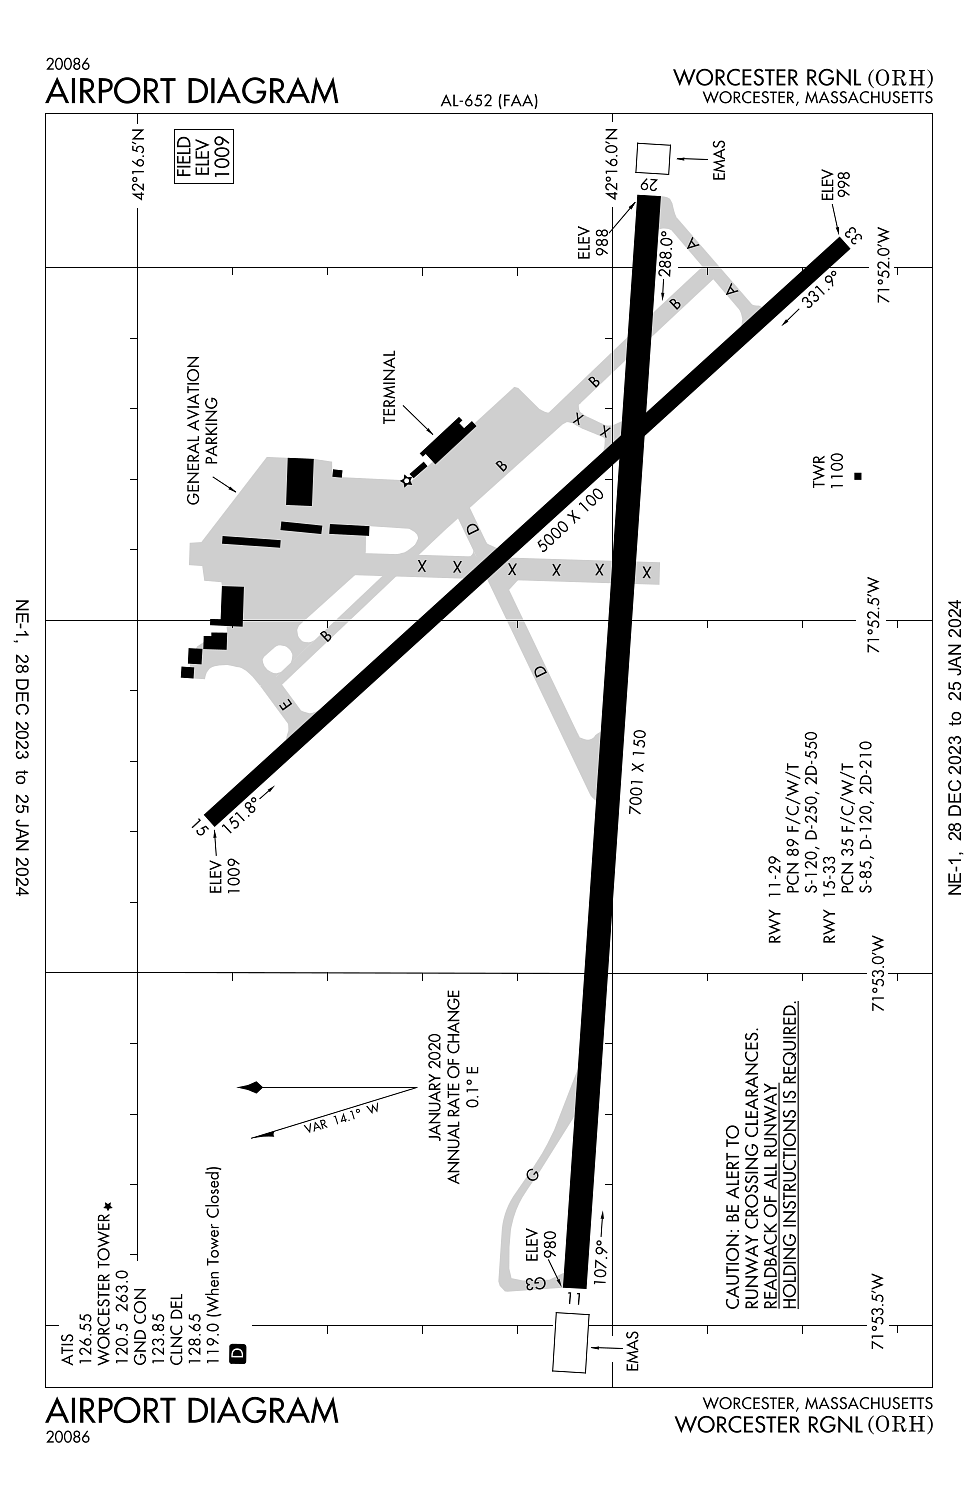 20086
AIRPORT DIAGRAM
AL-652 (FAA)
WORCESTER RGNL (ORH)
WORCESTER, MASSACHUSETTS
FIELD
ELEV
1009
42°16.5'N
42°16.0'N
EMAS
29
ELEV
988
288.0°
A
A
B
ELEV
998
33
331.9°
71°52.0'W
GENERAL AVIATION
PARKING
TERMINAL
B
X
X
B
D
5000 X 100
TWR
1100
X
X
X
X
X
X
71°52.5'W
B
E
D
15
151.8°
ELEV
1009
7001 X 150
RWY 11-29
PCN 89 F/C/W/T
S-120, D-250, 2D-550
RWY 15-33
PCN 35 F/C/W/T
S-85, D-120, 2D-210
71°53.0'W
VAR 14.1° W
JANUARY 2020
ANNUAL RATE OF CHANGE
0.1° E
G
G3
ELEV
980
107.9°
11
EMAS
CAUTION: BE ALERT TO
RUNWAY CROSSING CLEARANCES.
READBACK OF ALL RUNWAY
HOLDING INSTRUCTIONS IS REQUIRED.
71°53.5'W
ATIS
126.55
WORCESTER TOWER★
120.5 263.0
GND CON
123.85
CLNC DEL
128.65
119.0 (When Tower Closed)
D
NE-1, 28 DEC 2023 to 25 JAN 2024
NE-1, 28 DEC 2023 to 25 JAN 2024
AIRPORT DIAGRAM
20086
WORCESTER, MASSACHUSETTS
WORCESTER RGNL (ORH)